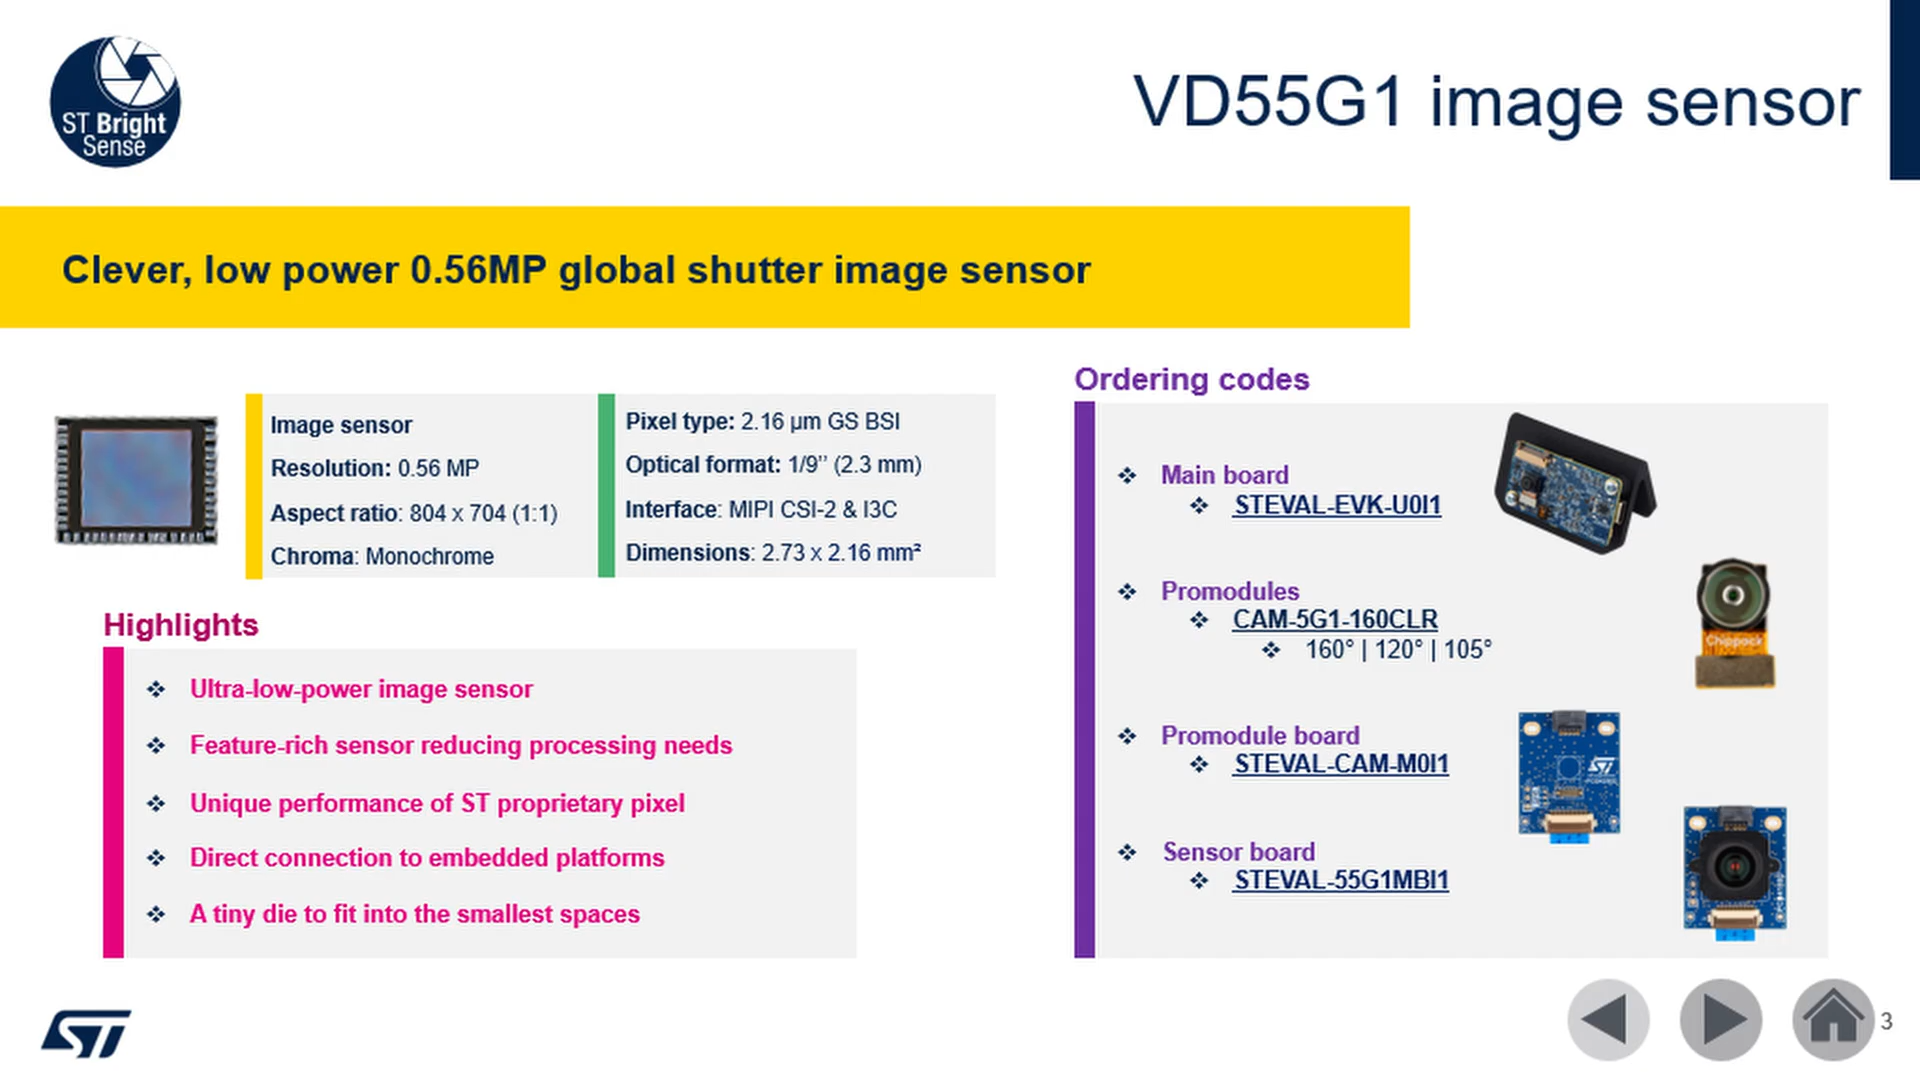 ST Bright
Sense
VD55G1 image sensor
Clever, low power 0.56MP global shutter image sensor
Image sensor
Resolution: 0.56 MP
Aspect ratio: 804 x 704 (1:1)
Chroma: Monochrome
Pixel type: 2.16 µm GS BSI
Optical format: 1/9’’ (2.3 mm)
Interface: MIPI CSI-2 & I3C
Dimensions: 2.73 x 2.16 mm²
Highlights
Ultra-low-power image sensor
Feature-rich sensor reducing processing needs
Unique performance of ST proprietary pixel
Direct connection to embedded platforms
A tiny die to fit into the smallest spaces
Ordering codes
Main board
STEVAL-EVK-U0I1
Promodules
CAM-5G1-160CLR
160° | 120° | 105°
Chippack
Promodule board
STEVAL-CAM-M0I1
ST
Sensor board
STEVAL-55G1MBI1
ST
3